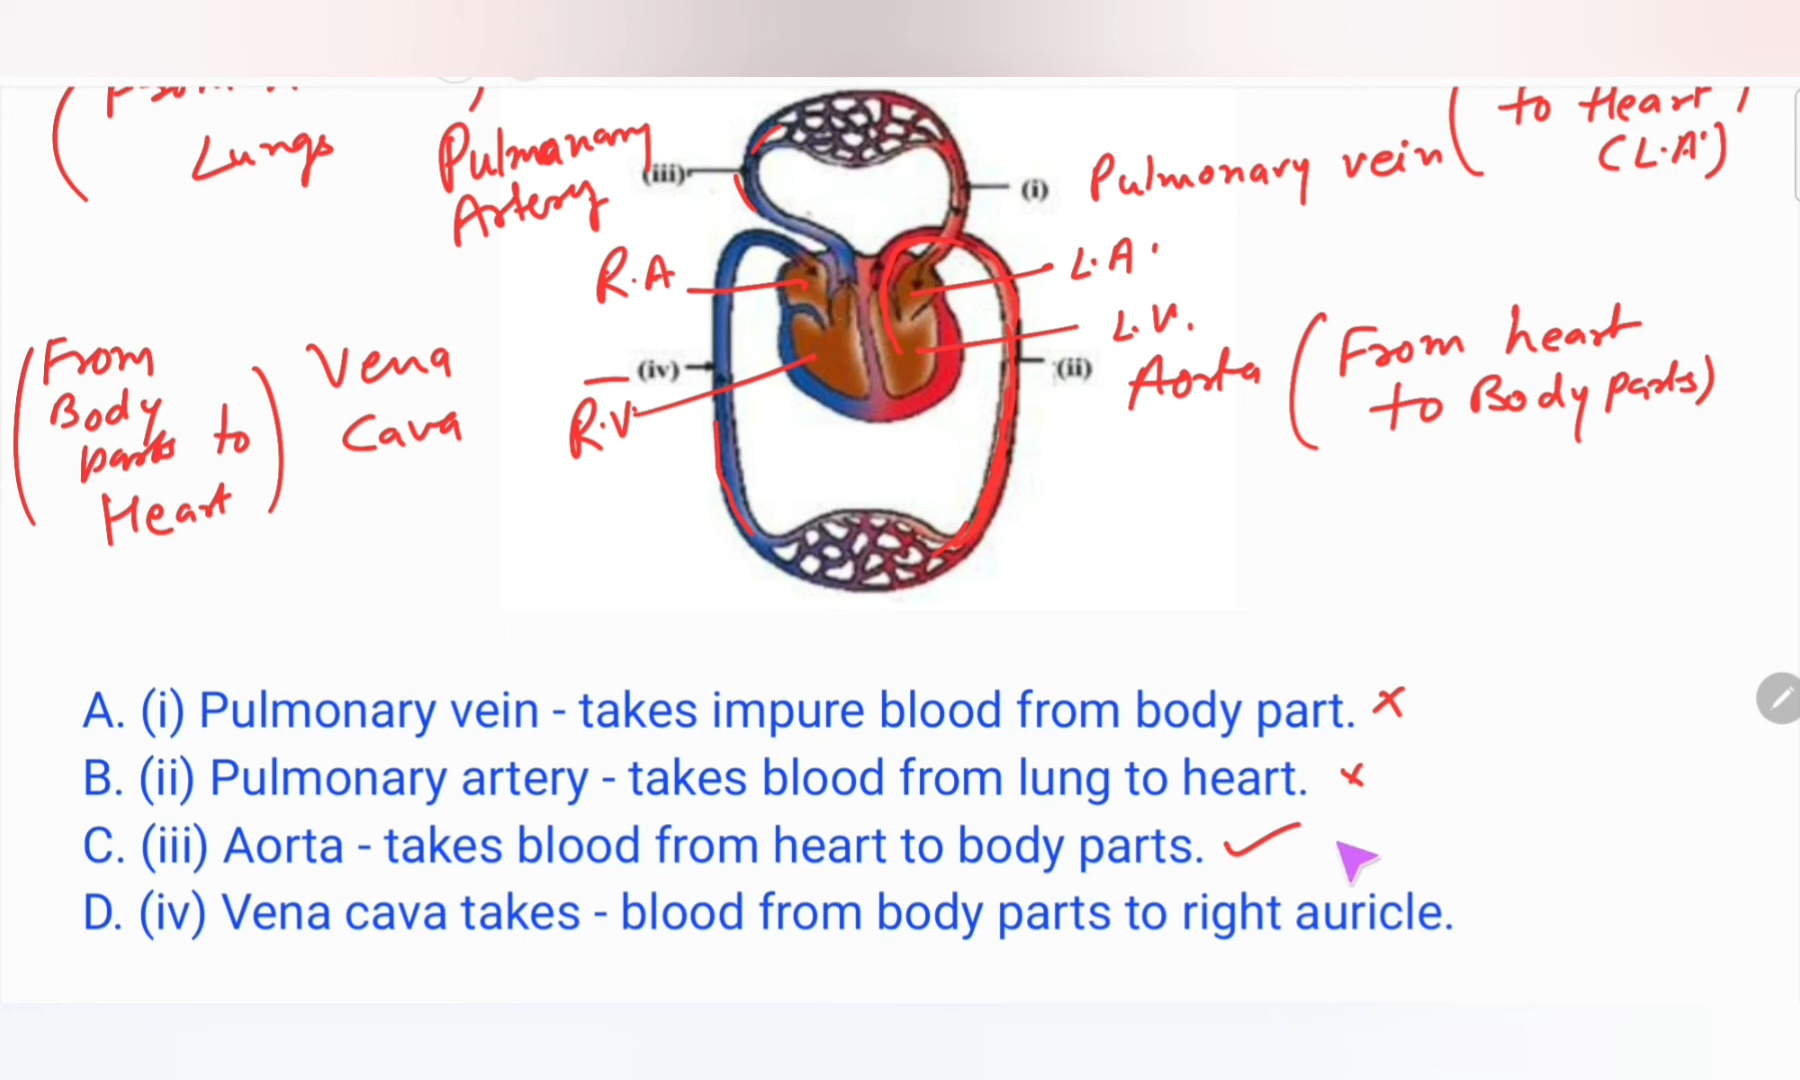 Lungs
Pulmanary
Artery
(iii)
(i)
Pulmonary vein
to Heart
(L.A.)
R.A
L.A.
L.V.
(From
Body
parts to
Heart)
Vena
Cava
(iv)
R.V
(ii)
Aorta
(From heart
to Body parts)
A. (i) Pulmonary vein - takes impure blood from body part. ×
B. (ii) Pulmonary artery - takes blood from lung to heart. ×
C. (iii) Aorta - takes blood from heart to body parts. ✓
D. (iv) Vena cava takes - blood from body parts to right auricle.